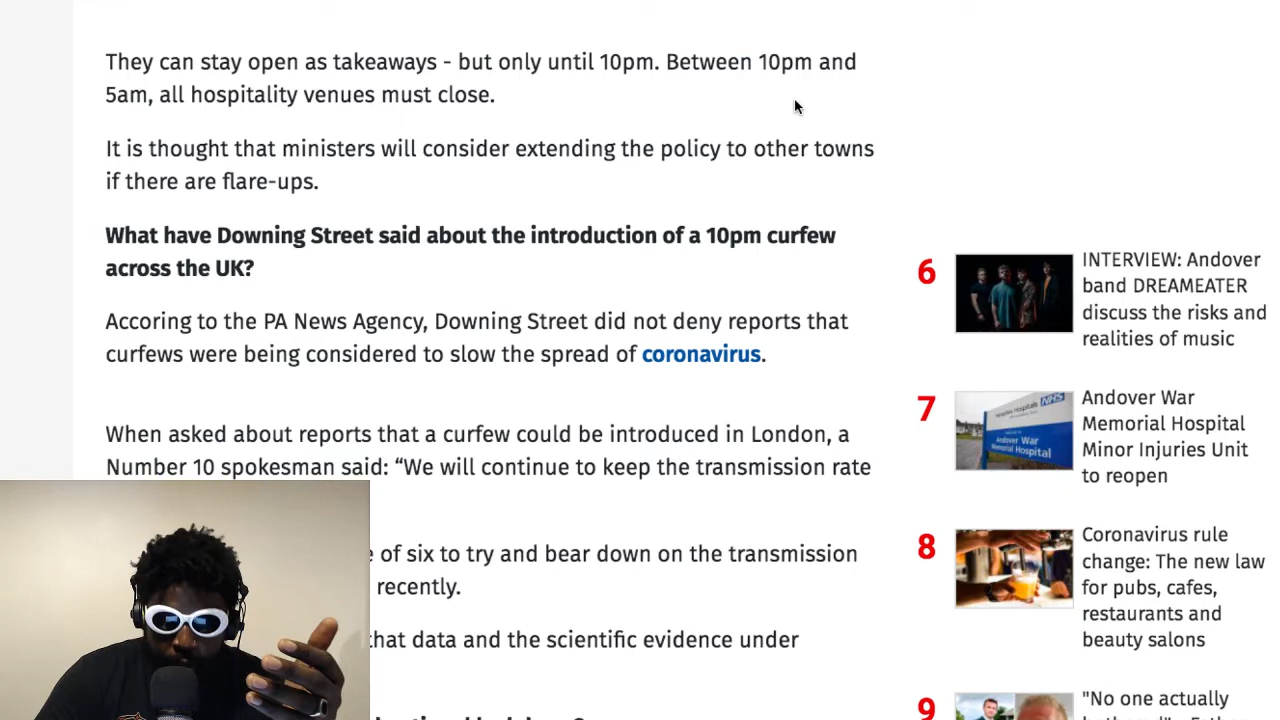 They can stay open as takeaways - but only until 10pm. Between 10pm and
5am, all hospitality venues must close.
It is thought that ministers will consider extending the policy to other towns
if there are flare-ups.
What have Downing Street said about the introduction of a 10pm curfew
across the UK?
Accoring to the PA News Agency, Downing Street did not deny reports that
curfews were being considered to slow the spread of coronavirus.
When asked about reports that a curfew could be introduced in London, a
Number 10 spokesman said: “We will continue to keep the transmission rate
e of six to try and bear down on the transmission
recently.
that data and the scientific evidence under
6
INTERVIEW: Andover
band DREAMEATER
discuss the risks and
realities of music
7
NHS
Andover War
Memorial Hospital
Andover War
Memorial Hospital
Minor Injuries Unit
to reopen
8
Coronavirus rule
change: The new law
for pubs, cafes,
restaurants and
beauty salons
9
"No one actually